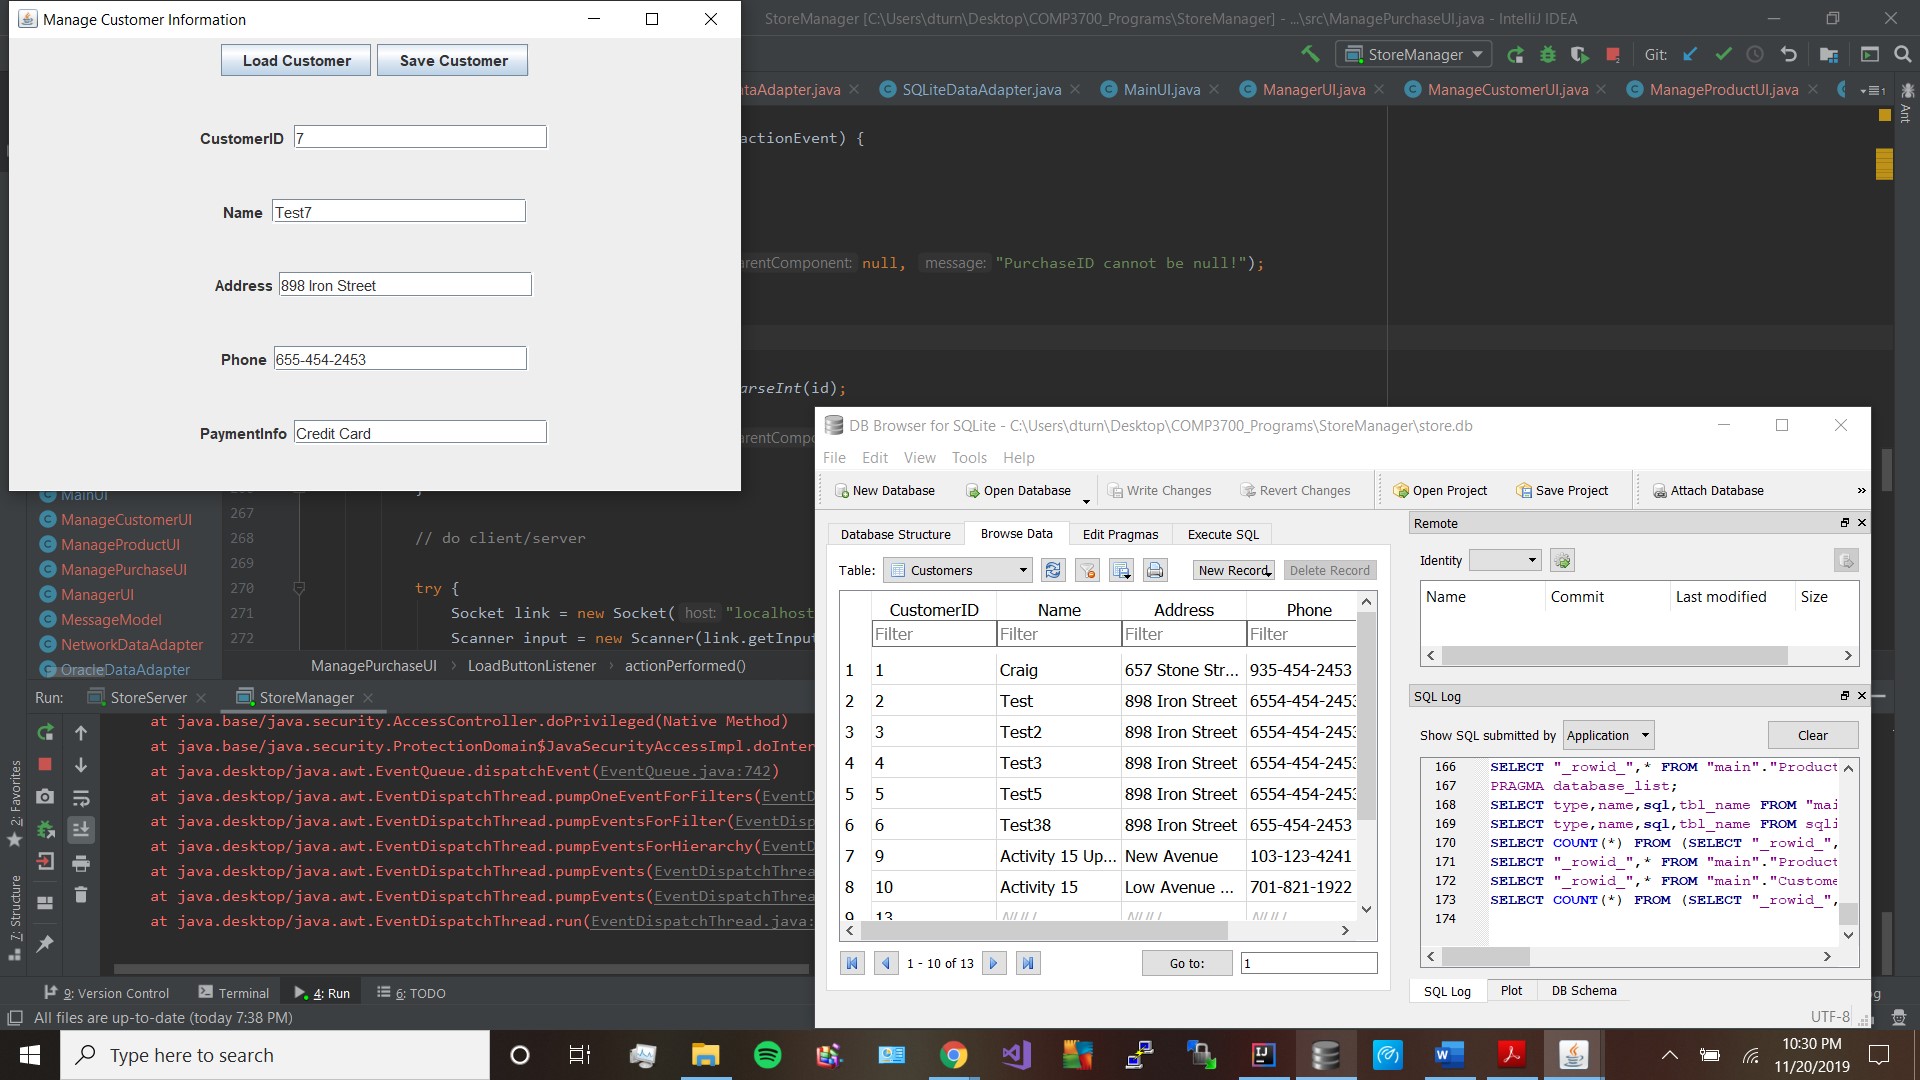 Manage Customer Information
Load Customer
Save Customer
CustomerID 7
Name Test7
Address 898 Iron Street
Phone 655-454-2453
PaymentInfo Credit Card
StoreManager [C:\Users\dturn\Desktop\COMP3700_Programs\StoreManager] - ...\src\ManagePurchaseUI.java - IntelliJ IDEA
StoreManager
Git:
taAdapter.java
SQLiteDataAdapter.java
MainUI.java
ManagerUI.java
ManageCustomerUI.java
ManageProductUI.java
Ant
actionEvent) {
arentComponent: null, message: "PurchaseID cannot be null!");
arseInt(id);
arentCompo
MainUI
ManageCustomerUI
ManageProductUI
ManagePurchaseUI
ManagerUI
MessageModel
NetworkDataAdapter
OracleDataAdapter
267
268 // do client/server
269
270 try {
271 Socket link = new Socket( host: "localhost
272 Scanner input = new Scanner(link.getInput
ManagePurchaseUI › LoadButtonListener › actionPerformed()
Run: StoreServer StoreManager
at java.base/java.security.AccessController.doPrivileged(Native Method)
at java.base/java.security.ProtectionDomain$JavaSecurityAccessImpl.doInter
at java.desktop/java.awt.EventQueue.dispatchEvent(EventQueue.java:742)
at java.desktop/java.awt.EventDispatchThread.pumpOneEventForFilters(EventD
at java.desktop/java.awt.EventDispatchThread.pumpEventsForFilter(EventDisp
at java.desktop/java.awt.EventDispatchThread.pumpEventsForHierarchy(EventD
at java.desktop/java.awt.EventDispatchThread.pumpEvents(EventDispatchThrea
at java.desktop/java.awt.EventDispatchThread.pumpEvents(EventDispatchThrea
at java.desktop/java.awt.EventDispatchThread.run(EventDispatchThread.java:
2: Favorites
7: Structure
9: Version Control
Terminal
4: Run
6: TODO
All files are up-to-date (today 7:38 PM)
DB Browser for SQLite - C:\Users\dturn\Desktop\COMP3700_Programs\StoreManager\store.db
File Edit View Tools Help
New Database Open Database Write Changes Revert Changes Open Project Save Project Attach Database »
Database Structure Browse Data Edit Pragmas Execute SQL
Table: Customers New Record Delete Record
CustomerID Name Address Phone
Filter Filter Filter Filter
1 1 Craig 657 Stone Str... 935-454-2453
2 2 Test 898 Iron Street 6554-454-2453
3 3 Test2 898 Iron Street 6554-454-2453
4 4 Test3 898 Iron Street 6554-454-2453
5 5 Test5 898 Iron Street 6554-454-2453
6 6 Test38 898 Iron Street 655-454-2453
7 9 Activity 15 Up... New Avenue 103-123-4241
8 10 Activity 15 Low Avenue ... 701-821-1922
9 13 NULL NULL NULL
1 - 10 of 13
Go to: 1
Remote
Identity
Name Commit Last modified Size
SQL Log
Show SQL submitted by Application Clear
166 SELECT "_rowid_",* FROM "main"."Product
167 PRAGMA database_list;
168 SELECT type,name,sql,tbl_name FROM "mai
169 SELECT type,name,sql,tbl_name FROM sqli
170 SELECT COUNT(*) FROM (SELECT "_rowid_",
171 SELECT "_rowid_",* FROM "main"."Product
172 SELECT "_rowid_",* FROM "main"."Custome
173 SELECT COUNT(*) FROM (SELECT "_rowid_",
174
SQL Log Plot DB Schema
UTF-8
Type here to search
10:30 PM
11/20/2019